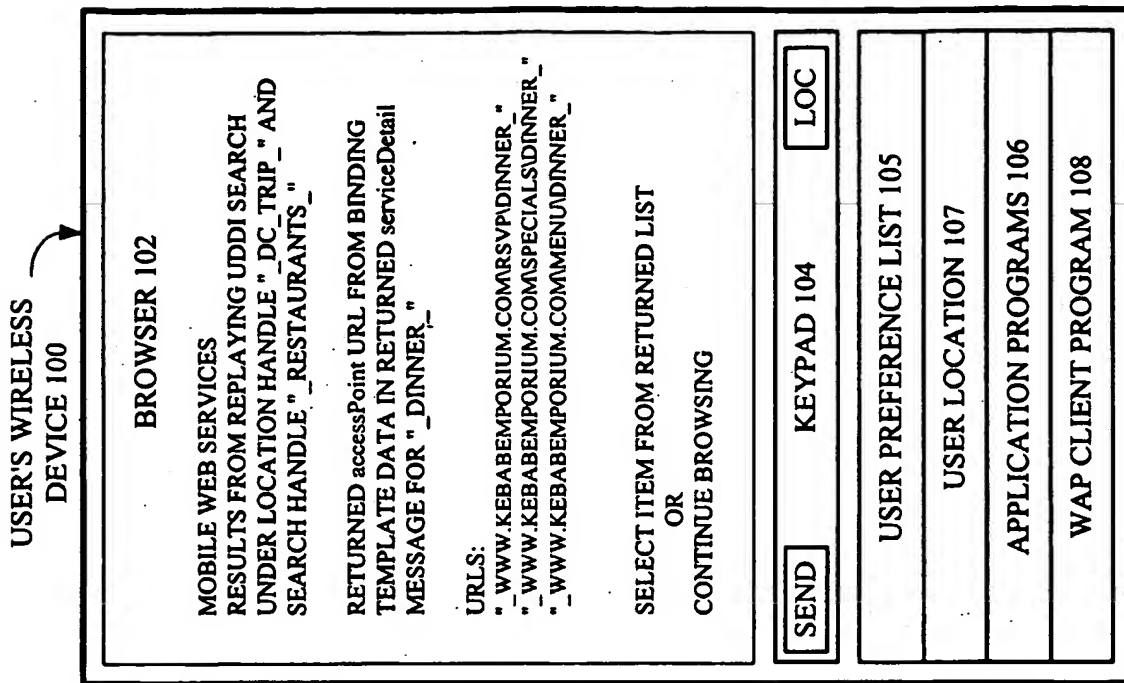 USER'S WIRELESS
DEVICE 100
BROWSER 102
MOBILE WEB SERVICES
RESULTS FROM REPLAYING UDDI SEARCH
UNDER LOCATION HANDLE "_DC_TRIP_" AND
SEARCH HANDLE "_RESTAURANTS_"
RETURNED accessPoint URL FROM BINDING
TEMPLATE DATA IN RETURNED serviceDetail
MESSAGE FOR "_DINNER_"
URLS:
"_WWW.KEBABEMPORIUM.COM\RSVP\DINNER_"
"_WWW.KEBABEMPORIUM.COM\SPECIALS\DINNER_"
"_WWW.KEBABEMPORIUM.COM\MENU\DINNER_"
SELECT ITEM FROM RETURNED LIST
OR
CONTINUE BROWSING
SEND KEYPAD 104 LOC
USER PREFERENCE LIST 105
USER LOCATION 107
APPLICATION PROGRAMS 106
WAP CLIENT PROGRAM 108